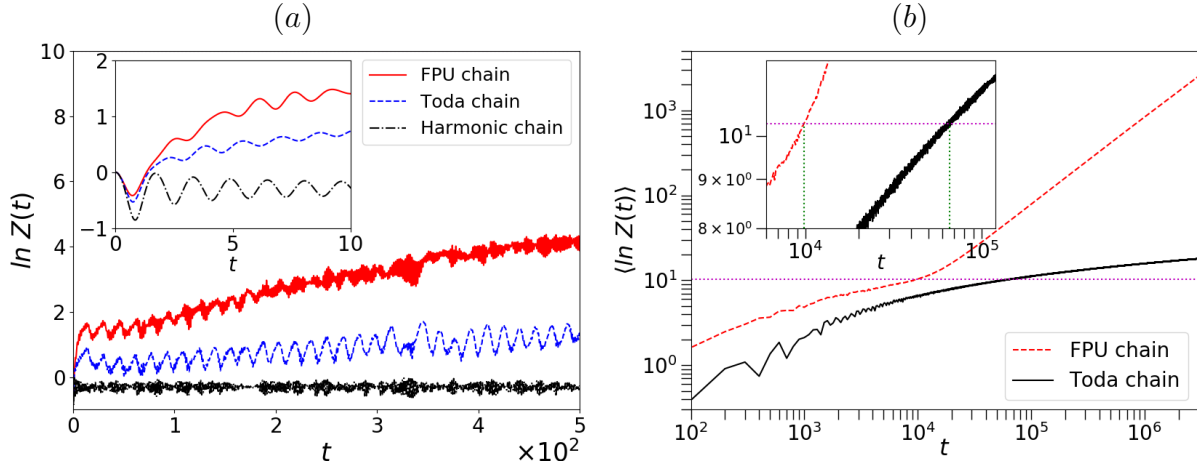 (a)
(b)
10
8
6
4
2
0
ln Z(t)
2
1
0
−1
0
5
10
t
FPU chain
Toda chain
Harmonic chain
0
1
2
3
4
5
t
×10²
10³
10²
10¹
10⁰
⟨ln Z(t)⟩
10¹
9 × 10⁰
8 × 10⁰
10⁴
10⁵
t
FPU chain
Toda chain
10²
10³
10⁴
10⁵
10⁶
t